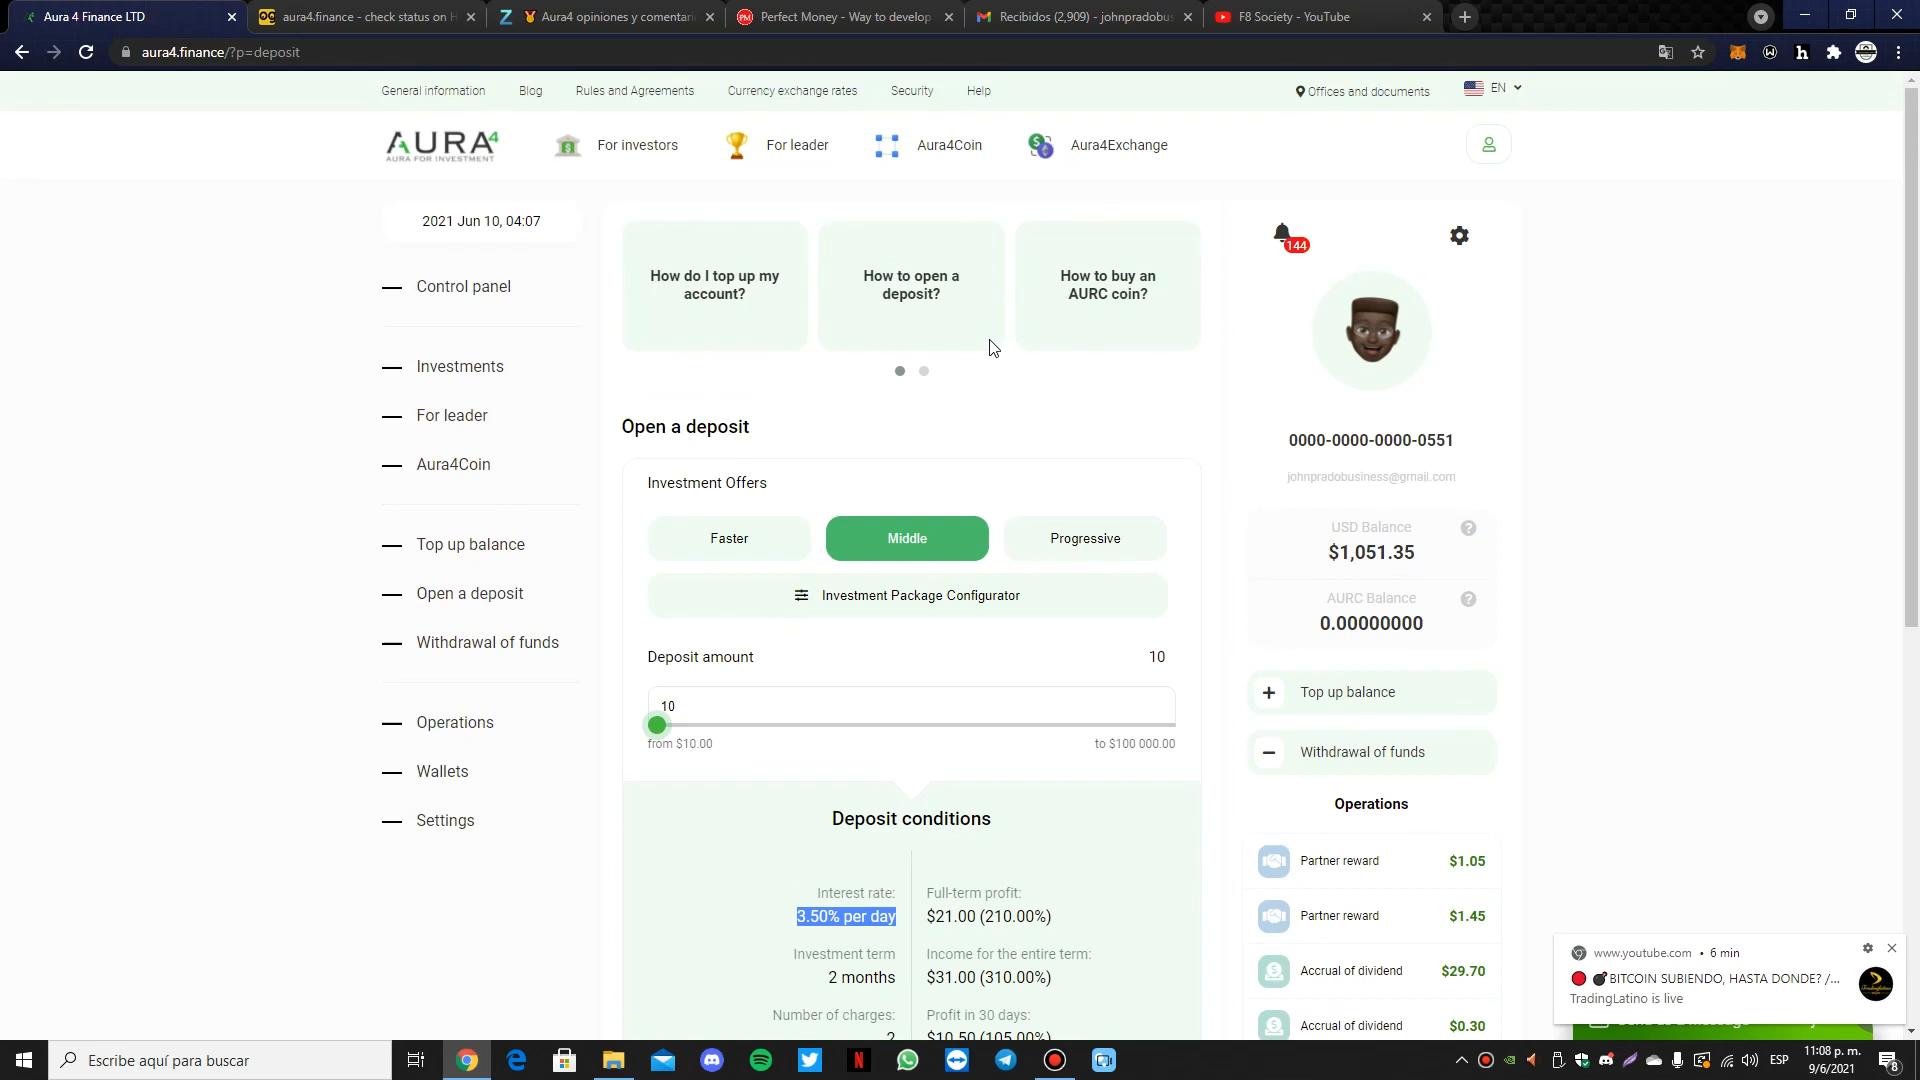 Aura 4 Finance LTD
aura4.finance - check status on H
Aura4 opiniones y comentari
Perfect Money - Way to develop
Recibidos (2,909) - johnpradobus
F8 Society - YouTube
aura4.finance/?p=deposit
General information
Blog
Rules and Agreements
Currency exchange rates
Security
Help
Offices and documents
EN
AURA4
AURA FOR INVESTMENT
For investors
For leader
Aura4Coin
Aura4Exchange
2021 Jun 10, 04:07
Control panel
Investments
For leader
Aura4Coin
Top up balance
Open a deposit
Withdrawal of funds
Operations
Wallets
Settings
How do I top up my
account?
How to open a
deposit?
How to buy an
AURC coin?
Open a deposit
Investment Offers
Faster
Middle
Progressive
Investment Package Configurator
Deposit amount
10
10
from $10.00
to $100 000.00
Deposit conditions
Interest rate:
3.50% per day
Full-term profit:
$21.00 (210.00%)
Investment term
2 months
Income for the entire term:
$31.00 (310.00%)
Number of charges:
2
Profit in 30 days:
$10.50 (105.00%)
144
0000-0000-0000-0551
johnpradobusiness@gmail.com
USD Balance
$1,051.35
AURC Balance
0.00000000
Top up balance
Withdrawal of funds
Operations
Partner reward
$1.05
Partner reward
$1.45
Accrual of dividend
$29.70
Accrual of dividend
$0.30
www.youtube.com • 6 min
BITCOIN SUBIENDO, HASTA DONDE? /...
TradingLatino is live
Escribe aquí para buscar
ESP
11:08 p. m.
9/6/2021
8